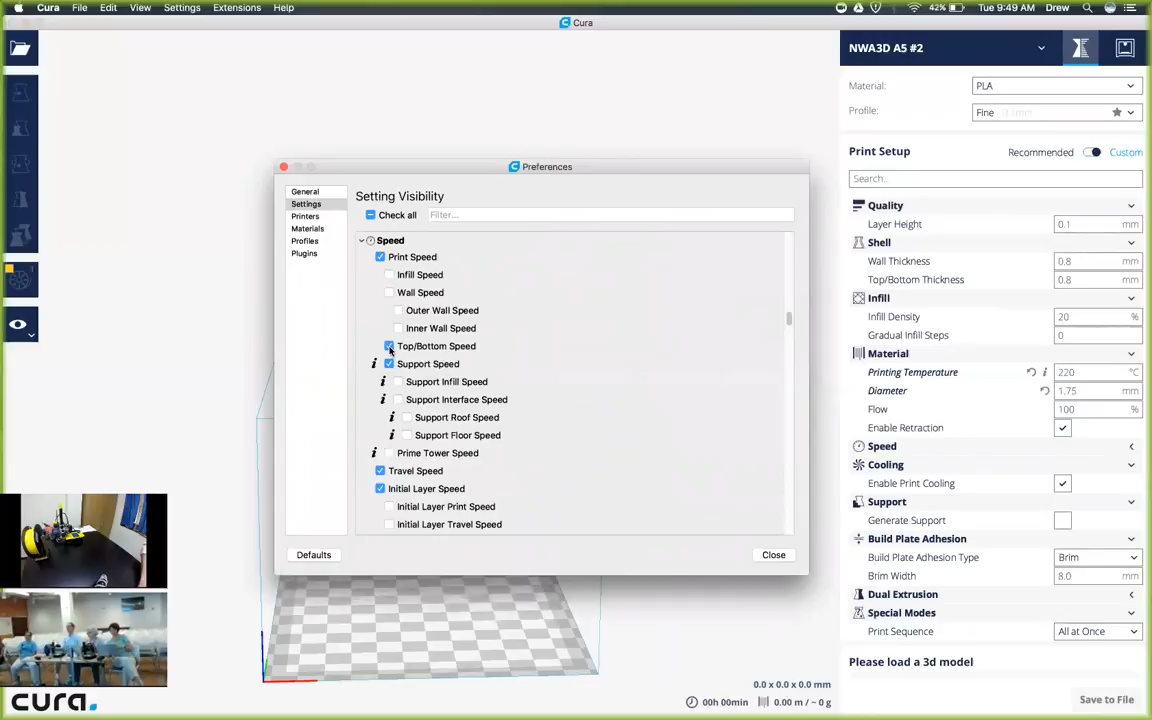 Cura File Edit View Settings Extensions Help 42% Tue 9:49 AM Drew
Cura
NWA3D A5 #2
Material: PLA
Profile: Fine 0.1mm
Print Setup Recommended Custom
Search...
Quality
Layer Height 0.1 mm
Shell
Wall Thickness 0.8 mm
Top/Bottom Thickness 0.8 mm
Infill
Infill Density 20 %
Gradual Infill Steps 0
Material
Printing Temperature i 220 °C
Diameter 1.75 mm
Flow 100 %
Enable Retraction
Speed
Cooling
Enable Print Cooling
Support
Generate Support
Build Plate Adhesion
Build Plate Adhesion Type Brim
Brim Width 8.0 mm
Dual Extrusion
Special Modes
Print Sequence All at Once
Please load a 3d model
Save to File
Preferences
General
Settings
Printers
Materials
Profiles
Plugins
Setting Visibility
Check all Filter...
Speed
Print Speed
Infill Speed
Wall Speed
Outer Wall Speed
Inner Wall Speed
Top/Bottom Speed
i Support Speed
i Support Infill Speed
i Support Interface Speed
i Support Roof Speed
i Support Floor Speed
i Prime Tower Speed
Travel Speed
Initial Layer Speed
Initial Layer Print Speed
Initial Layer Travel Speed
Defaults
Close
0.0 x 0.0 x 0.0 mm
00h 00min 0.00 m / ~ 0 g
cura.